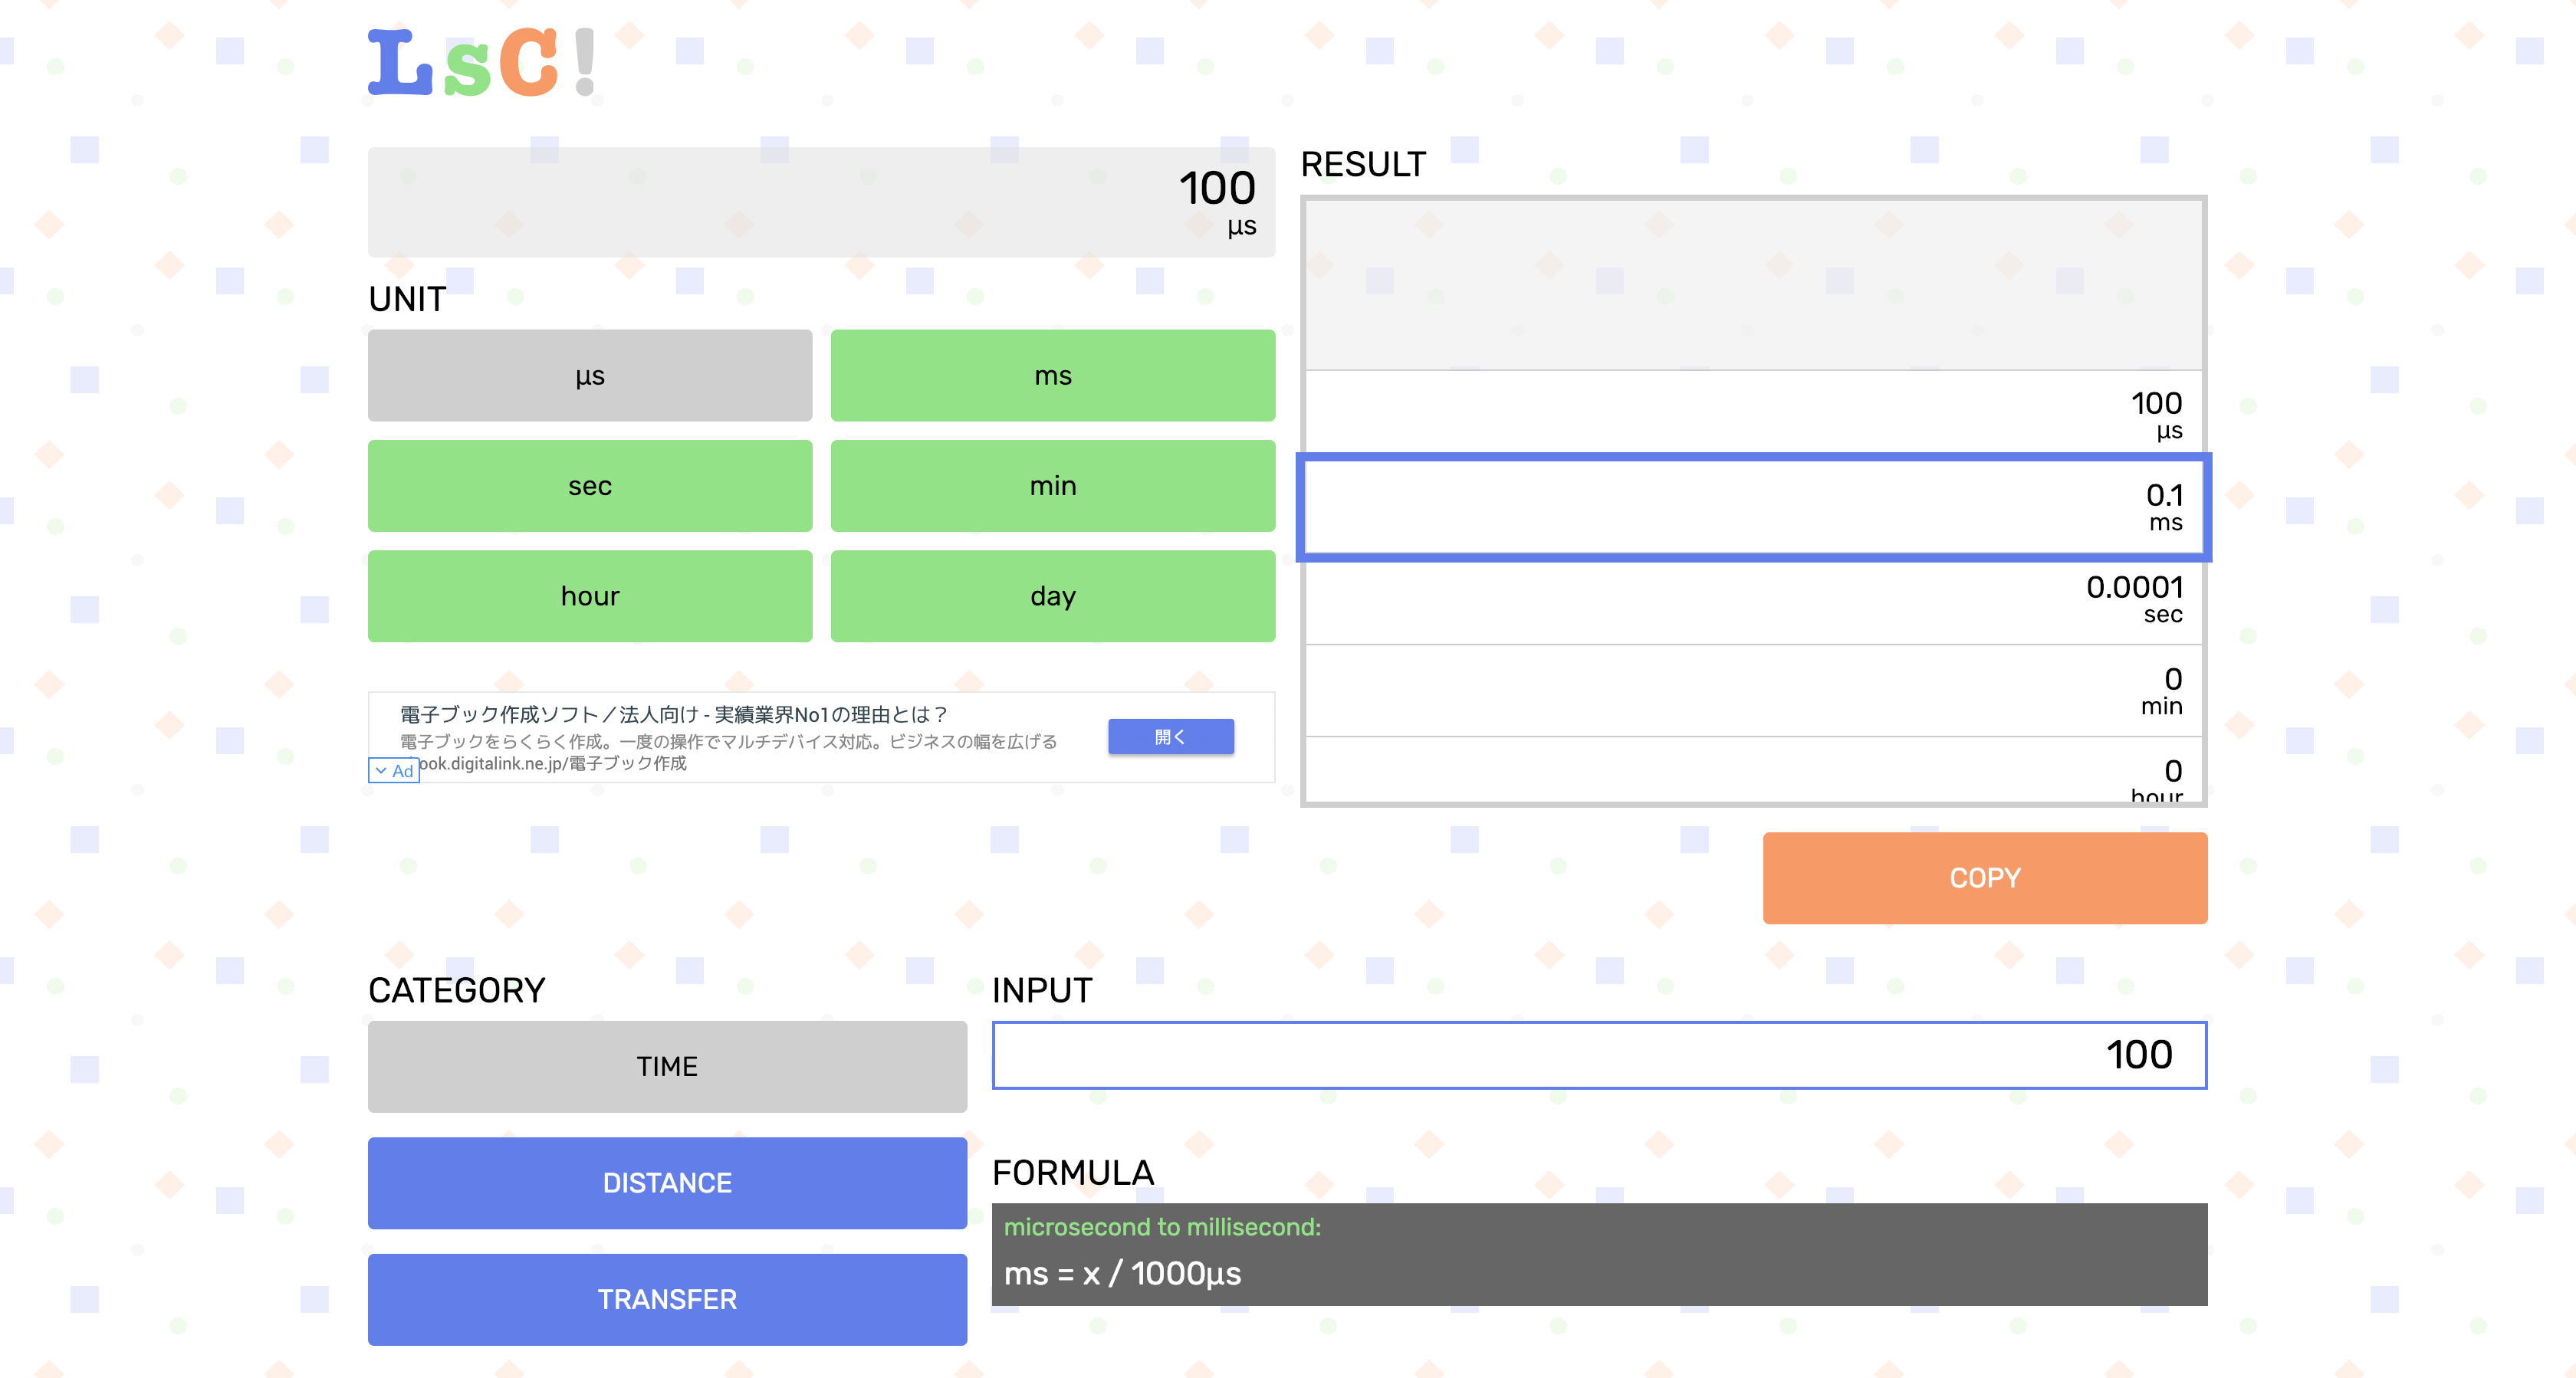 LsC!
100
µs
UNIT
µs
ms
sec
min
hour
day
電子ブック作成ソフト／法人向け - 実績業界No1の理由とは？
電子ブックをらくらく作成。一度の操作でマルチデバイス対応。ビジネスの幅を広げる
ook.digitalink.ne.jp/電子ブック作成
Ad
開く
RESULT
100
µs
0.1
ms
0.0001
sec
0
min
0
hour
COPY
CATEGORY
TIME
DISTANCE
TRANSFER
INPUT
100
FORMULA
microsecond to millisecond:
ms = x / 1000µs